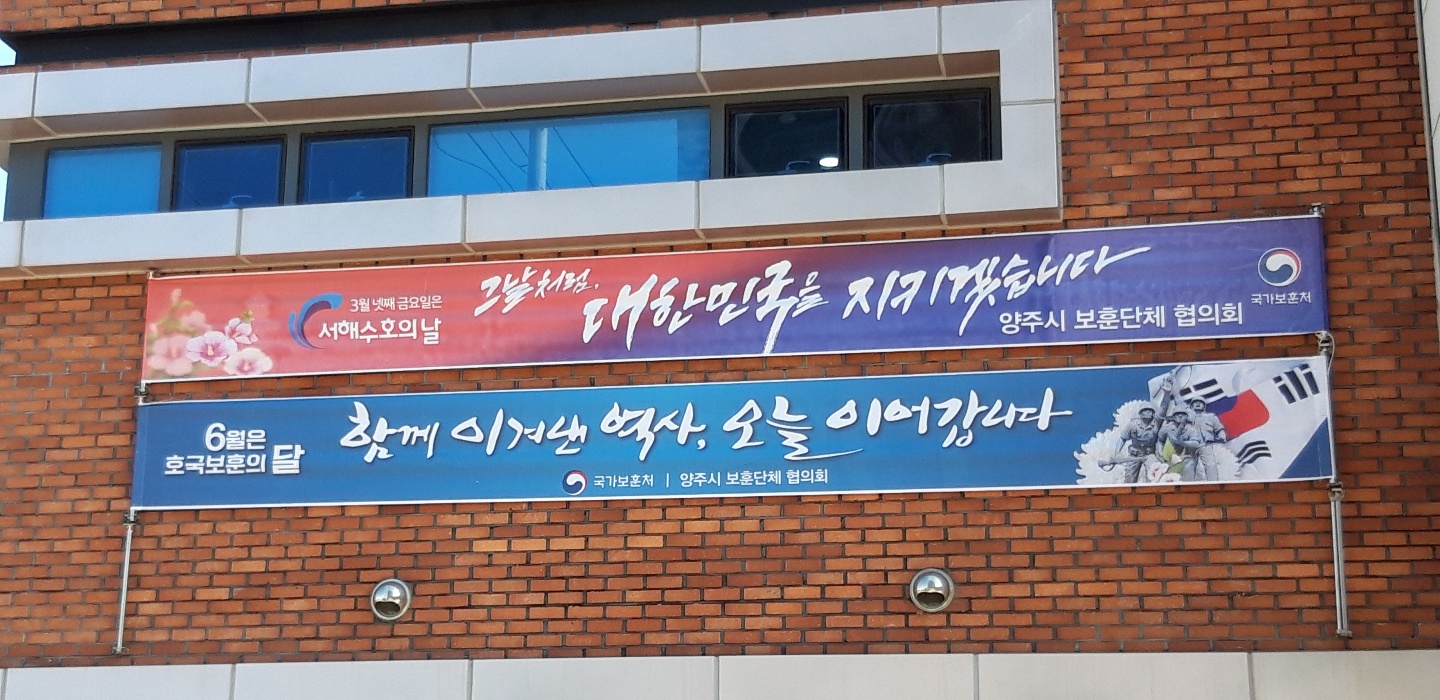 3월 넷째 금요일은
서해수호의 날
그날처럼,
대한민국을 지키겠습니다
양주시 보훈단체 협의회
국가보훈처
6월은
호국보훈의 달
함께 이겨낸 역사, 오늘 이어갑니다
국가보훈처 | 양주시 보훈단체 협의회